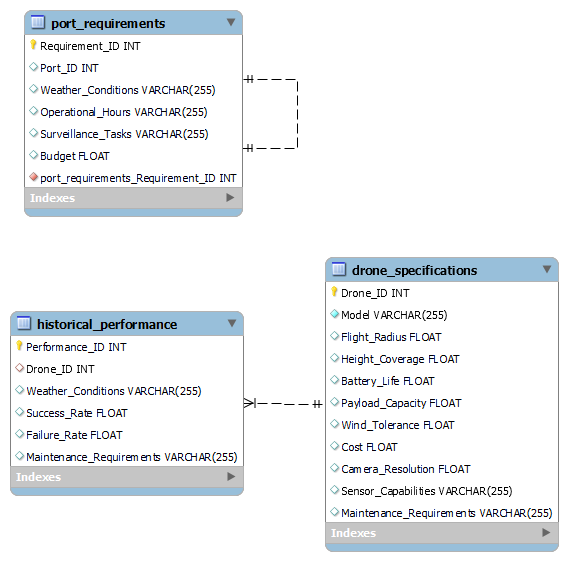 port_requirements
Requirement_ID INT
Port_ID INT
Weather_Conditions VARCHAR(255)
Operational_Hours VARCHAR(255)
Surveillance_Tasks VARCHAR(255)
Budget FLOAT
port_requirements_Requirement_ID INT
Indexes
historical_performance
Performance_ID INT
Drone_ID INT
Weather_Conditions VARCHAR(255)
Success_Rate FLOAT
Failure_Rate FLOAT
Maintenance_Requirements VARCHAR(255)
Indexes
drone_specifications
Drone_ID INT
Model VARCHAR(255)
Flight_Radius FLOAT
Height_Coverage FLOAT
Battery_Life FLOAT
Payload_Capacity FLOAT
Wind_Tolerance FLOAT
Cost FLOAT
Camera_Resolution FLOAT
Sensor_Capabilities VARCHAR(255)
Maintenance_Requirements VARCHAR(255)
Indexes